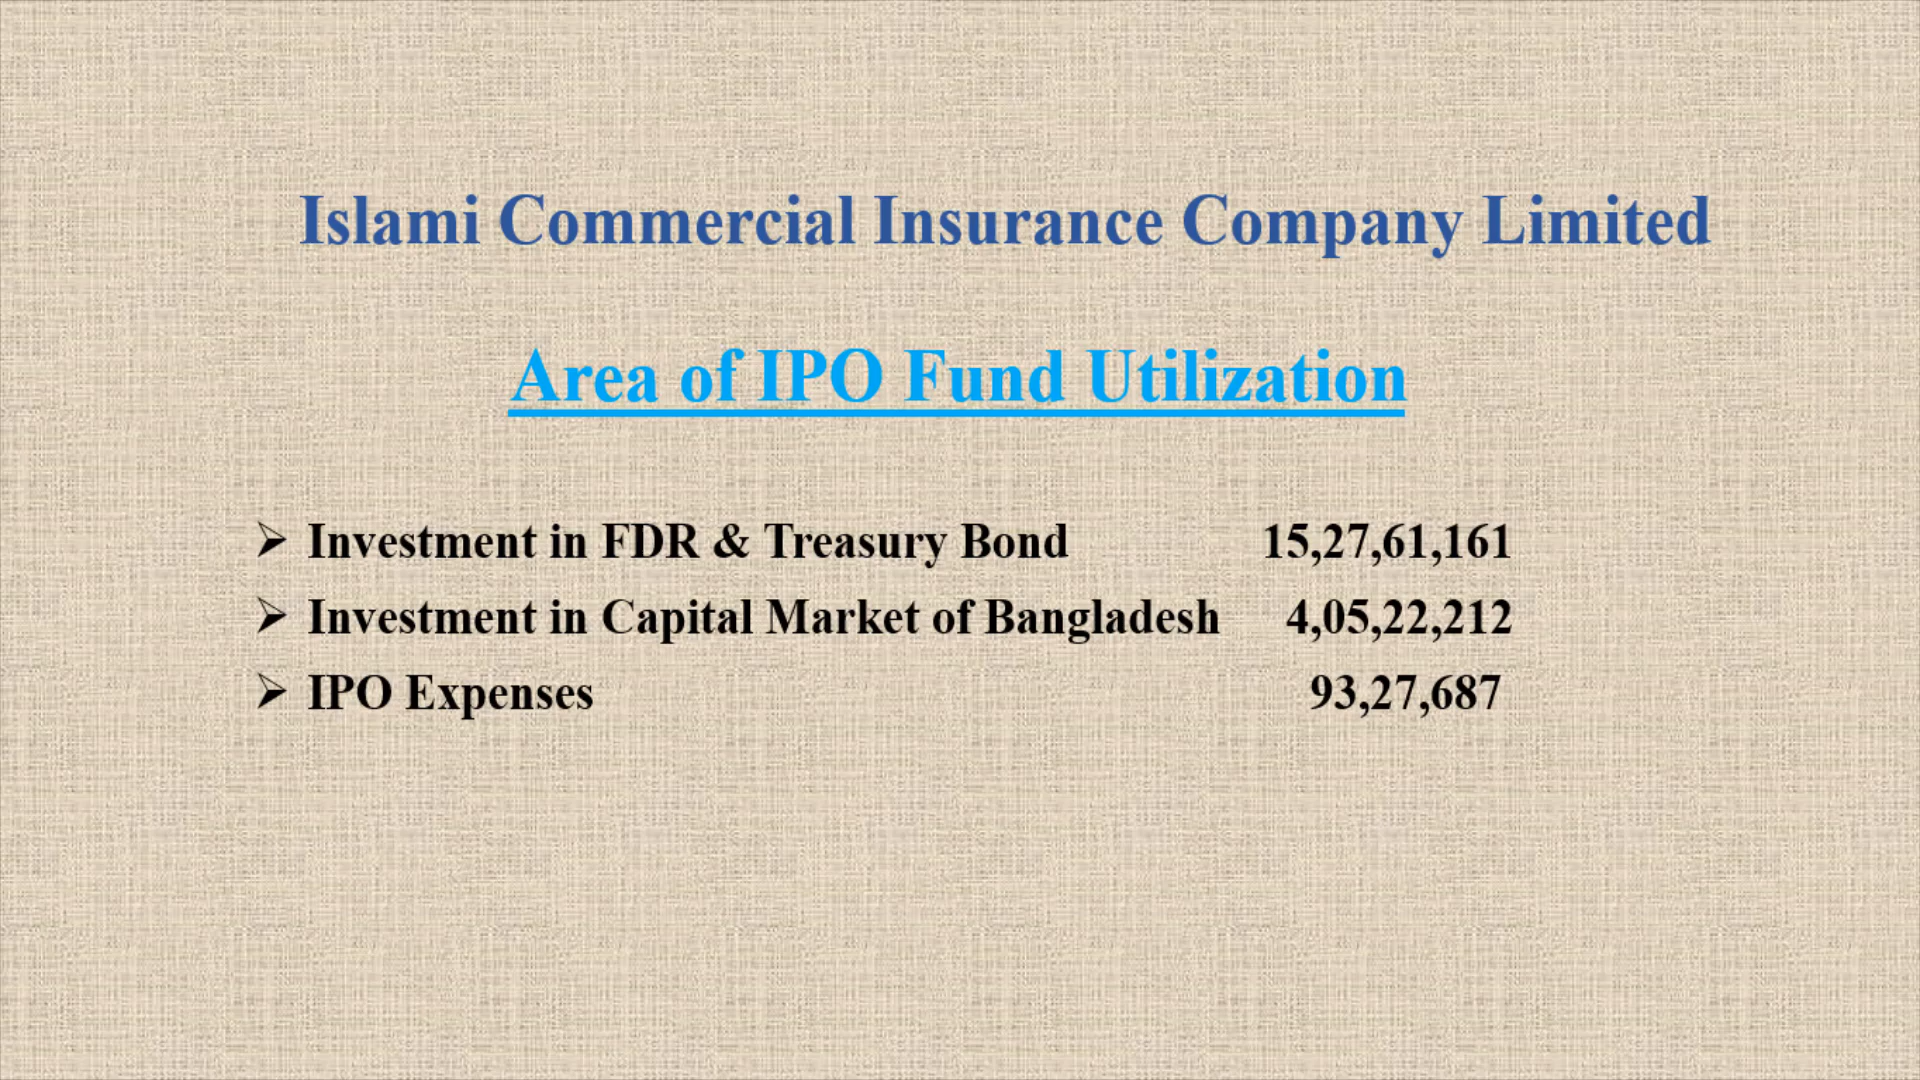 Islami Commercial Insurance Company Limited
Area of IPO Fund Utilization
➢ Investment in FDR & Treasury Bond 15,27,61,161
➢ Investment in Capital Market of Bangladesh 4,05,22,212
➢ IPO Expenses 93,27,687